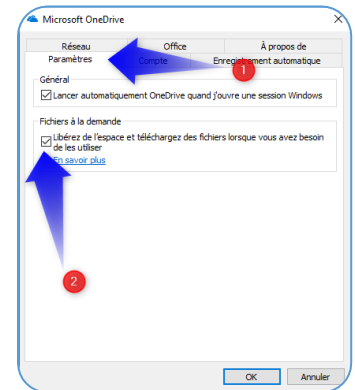 Microsoft OneDrive
Réseau Office À propos de
Paramètres Compte Enregistrement automatique
1
Général
Lancer automatiquement OneDrive quand j'ouvre une session Windows
Fichiers à la demande
Libérez de l'espace et téléchargez des fichiers lorsque vous avez besoin
de les utiliser
En savoir plus
2
OK Annuler